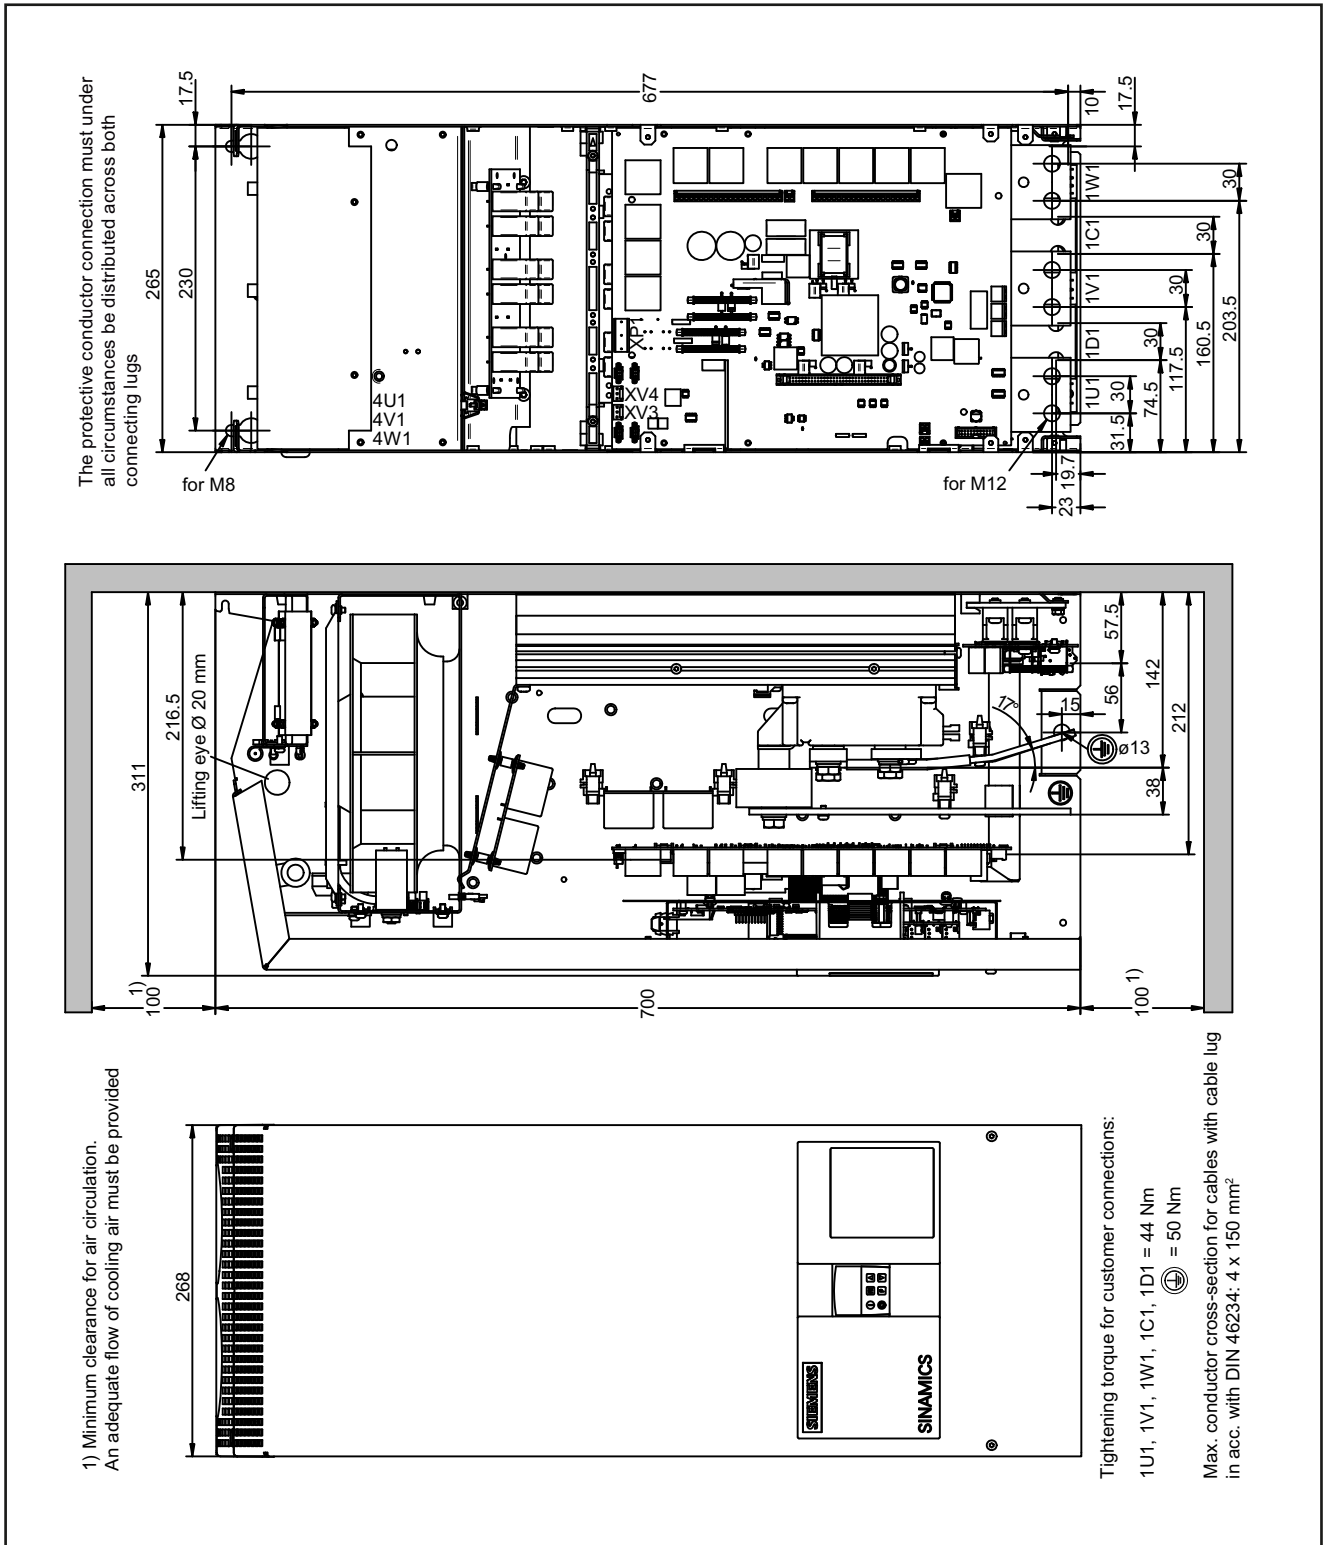 The protective conductor connection must under
all circumstances be distributed across both
connecting lugs
17.5
265
230
677
10
17.5
4U1
4V1
4W1
for M8
XP1
XV4
XV3
1W1
1C1
1V1
1D1
1U1
30
30
30
30
30
31.5
74.5
117.5
160.5
203.5
for M12
19.7
23
311
216.5
Lifting eye Ø 20 mm
57.5
56
142
212
38
15
17°
ø13
100 1)
700
100 1)
1) Minimum clearance for air circulation.
An adequate flow of cooling air must be provided
268
SIEMENS
SINAMICS
Tightening torque for customer connections:
1U1, 1V1, 1W1, 1C1, 1D1 = 44 Nm
= 50 Nm
Max. conductor cross-section for cables with cable lug
in acc. with DIN 46234: 4 x 150 mm²